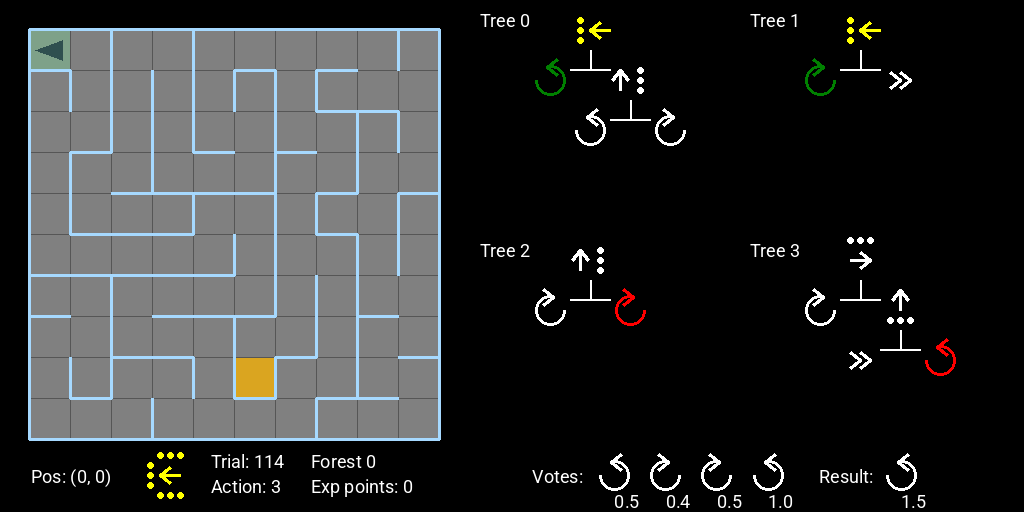 Tree 0
Tree 1
Tree 2
Tree 3
Pos: (0, 0)
Trial: 114
Forest 0
Action: 3
Exp points: 0
Votes:
0.5
0.4
0.5
1.0
Result:
1.5